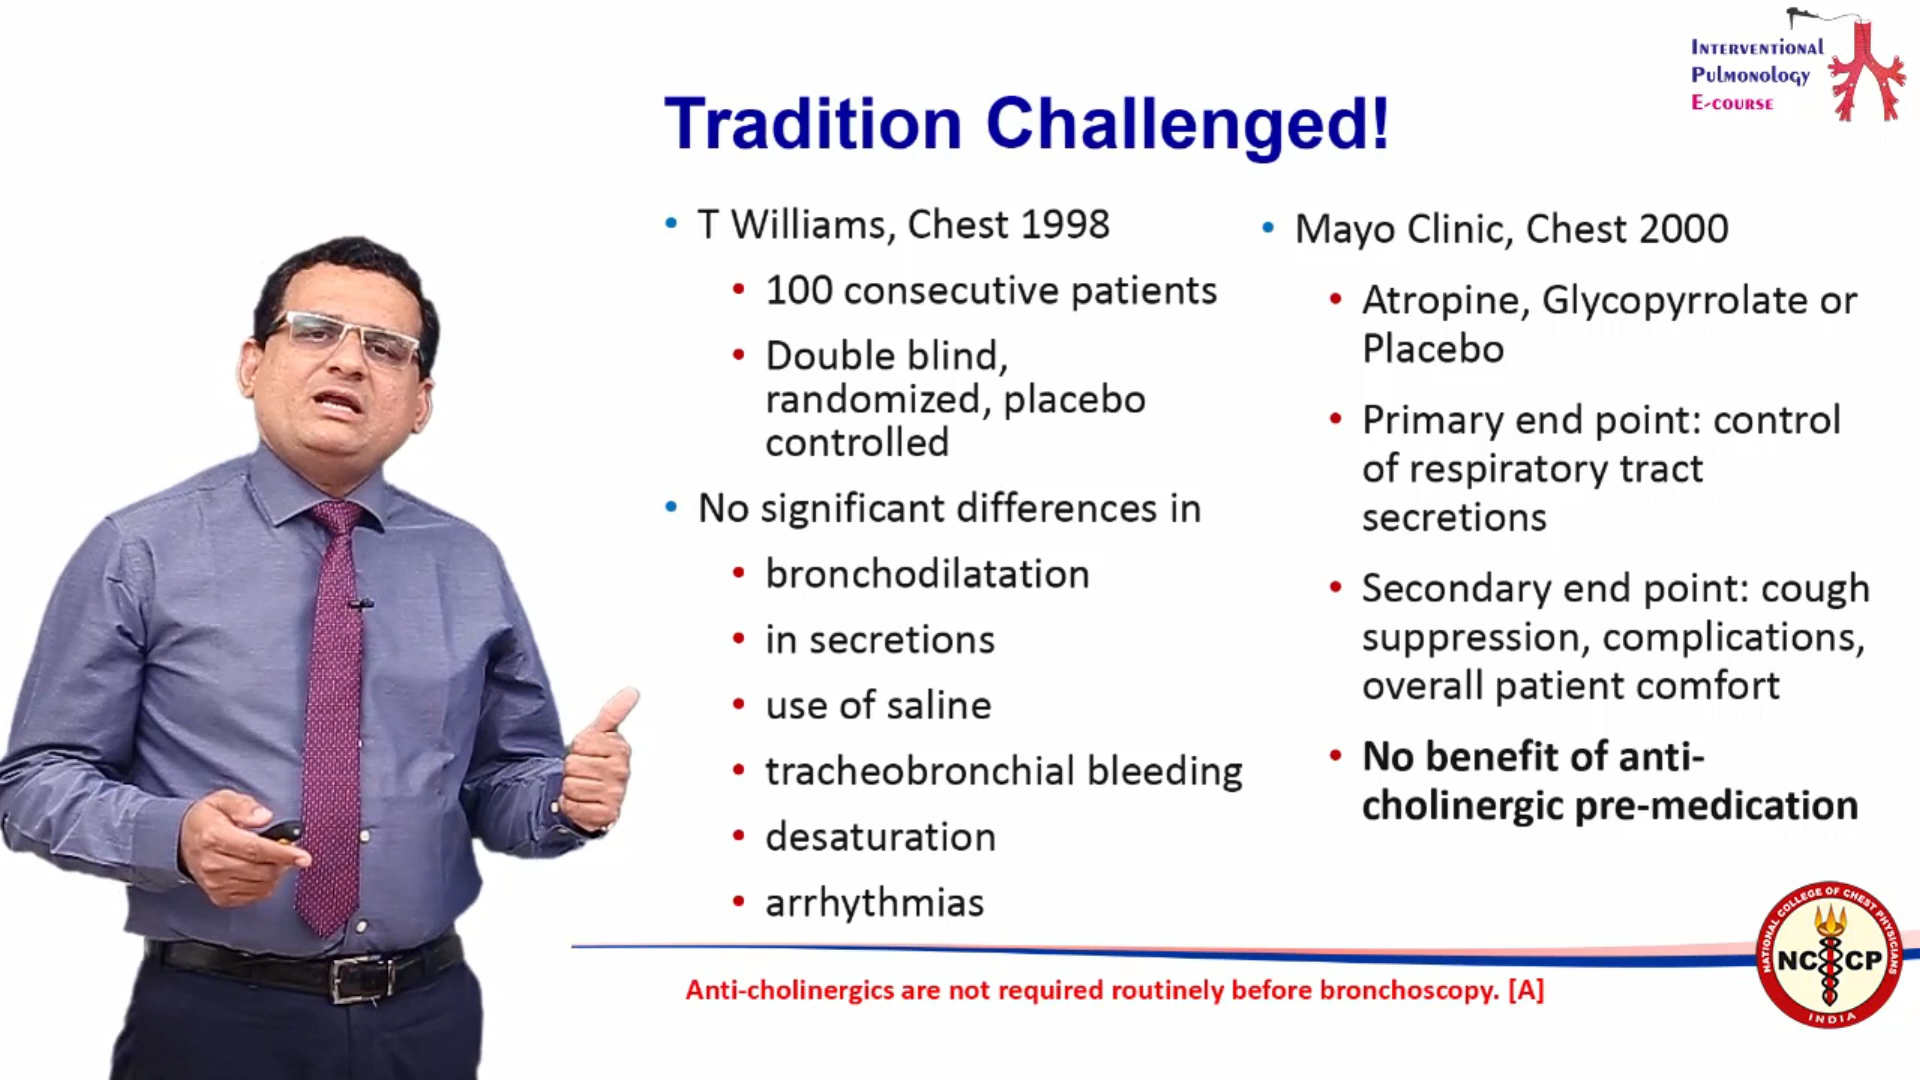 INTERVENTIONAL
PULMONOLOGY
E-COURSE
Tradition Challenged!
• T Williams, Chest 1998
• 100 consecutive patients
• Double blind,
randomized, placebo
controlled
• No significant differences in
• bronchodilatation
• in secretions
• use of saline
• tracheobronchial bleeding
• desaturation
• arrhythmias
• Mayo Clinic, Chest 2000
• Atropine, Glycopyrrolate or
Placebo
• Primary end point: control
of respiratory tract
secretions
• Secondary end point: cough
suppression, complications,
overall patient comfort
• No benefit of anti-
cholinergic pre-medication
Anti-cholinergics are not required routinely before bronchoscopy. [A]
NATIONAL COLLEGE OF CHEST PHYSICIANS
NCCP
INDIA